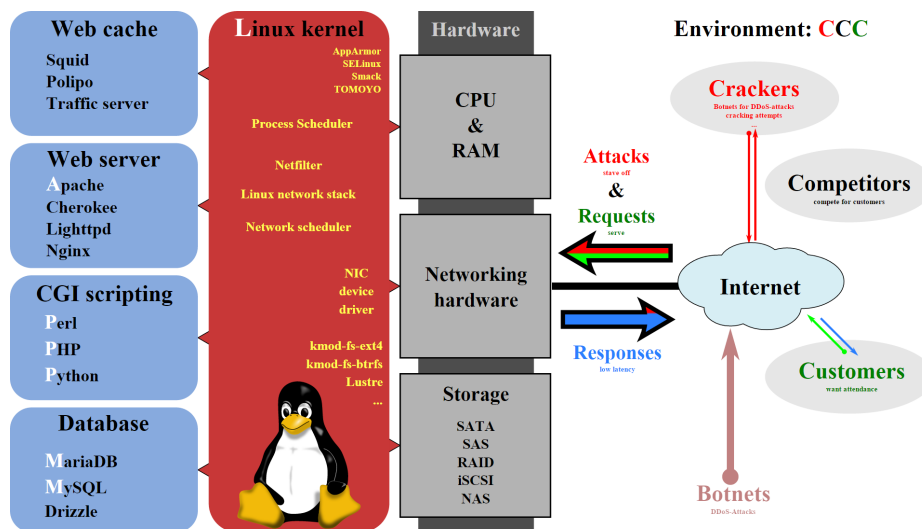 Web cache
Squid
Polipo
Traffic server
Web server
Apache
Cherokee
Lighttpd
Nginx
CGI scripting
Perl
PHP
Python
Database
MariaDB
MySQL
Drizzle
Linux kernel
AppArmor
SELinux
Smack
TOMOYO
Process Scheduler
Netfilter
Linux network stack
Network scheduler
NIC
device
driver
kmod-fs-ext4
kmod-fs-btrfs
Lustre
...
Hardware
CPU
&
RAM
Networking
hardware
Storage
SATA
SAS
RAID
iSCSI
NAS
Environment: CCC
Crackers
Botnets for DDoS-attacks
cracking attempts
...
Attacks
stave off
&
Requests
serve
Competitors
compete for customers
Internet
Responses
low latency
Customers
want attendance
Botnets
DDoS-Attacks